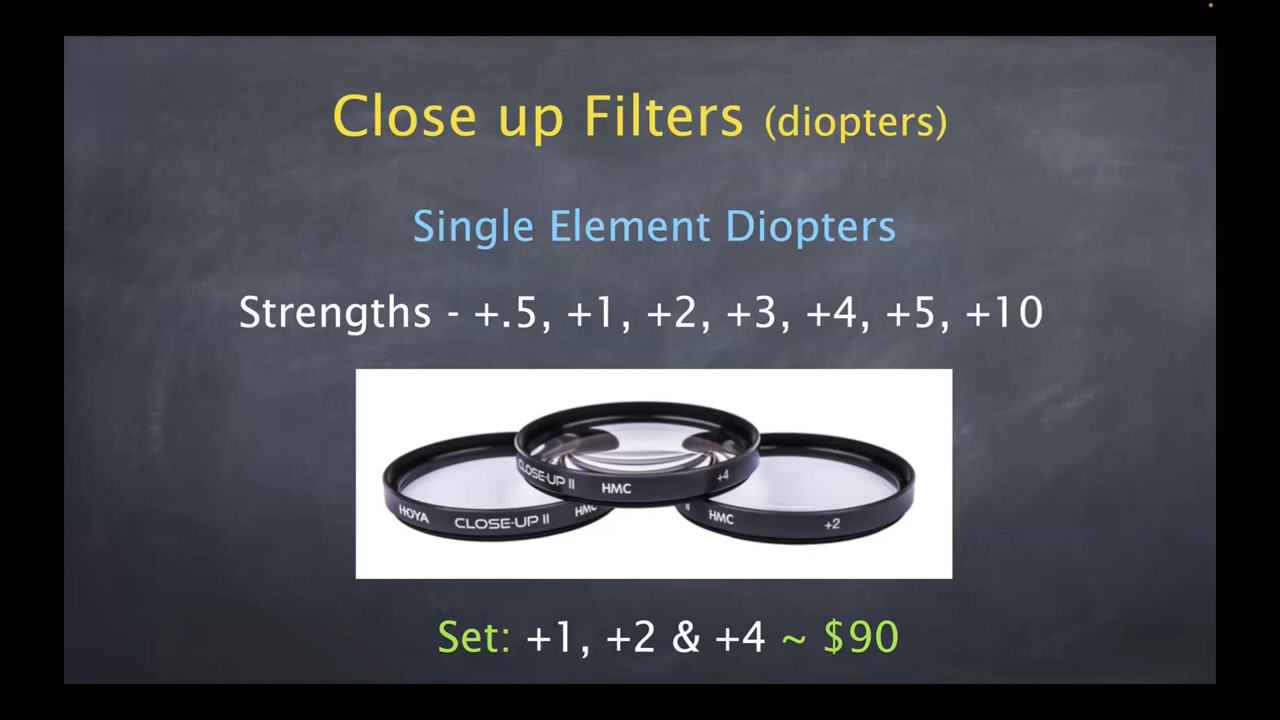 Close up Filters (diopters)
Single Element Diopters
Strengths - +.5, +1, +2, +3, +4, +5, +10
CLOSE-UP II HMC +4
HOYA CLOSE-UP II HMC
II HMC +2
Set: +1, +2 & +4 ~ $90